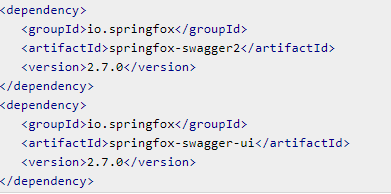 <dependency>
<groupId>io.springfox</groupId>
<artifactId>springfox-swagger2</artifactId>
<version>2.7.0</version>
</dependency>
<dependency>
<groupId>io.springfox</groupId>
<artifactId>springfox-swagger-ui</artifactId>
<version>2.7.0</version>
</dependency>